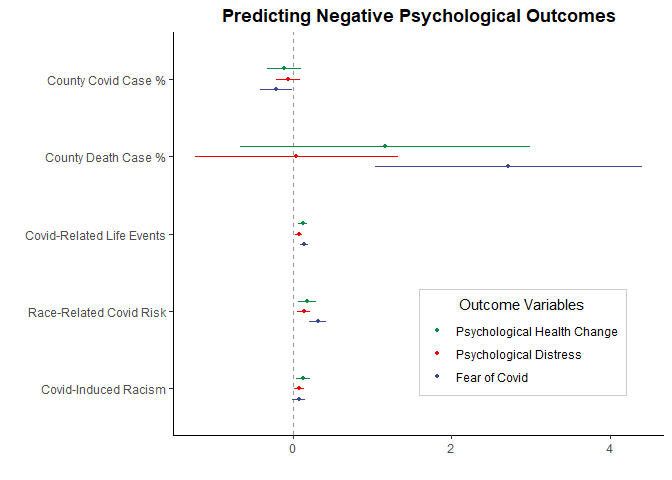 Predicting Negative Psychological Outcomes
County Covid Case %
County Death Case %
Covid-Related Life Events
Race-Related Covid Risk
Covid-Induced Racism
Outcome Variables
Psychological Health Change
Psychological Distress
Fear of Covid
0 2 4